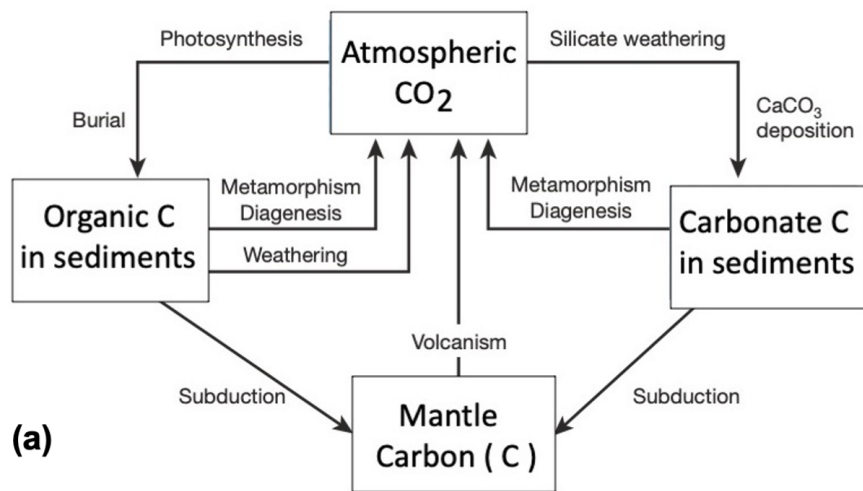 Photosynthesis
Atmospheric
CO₂
Silicate weathering
Burial
CaCO₃
deposition
Organic C
in sediments
Metamorphism
Diagenesis
Weathering
Metamorphism
Diagenesis
Carbonate C
in sediments
Volcanism
Subduction
Subduction
Mantle
Carbon ( C )
(a)